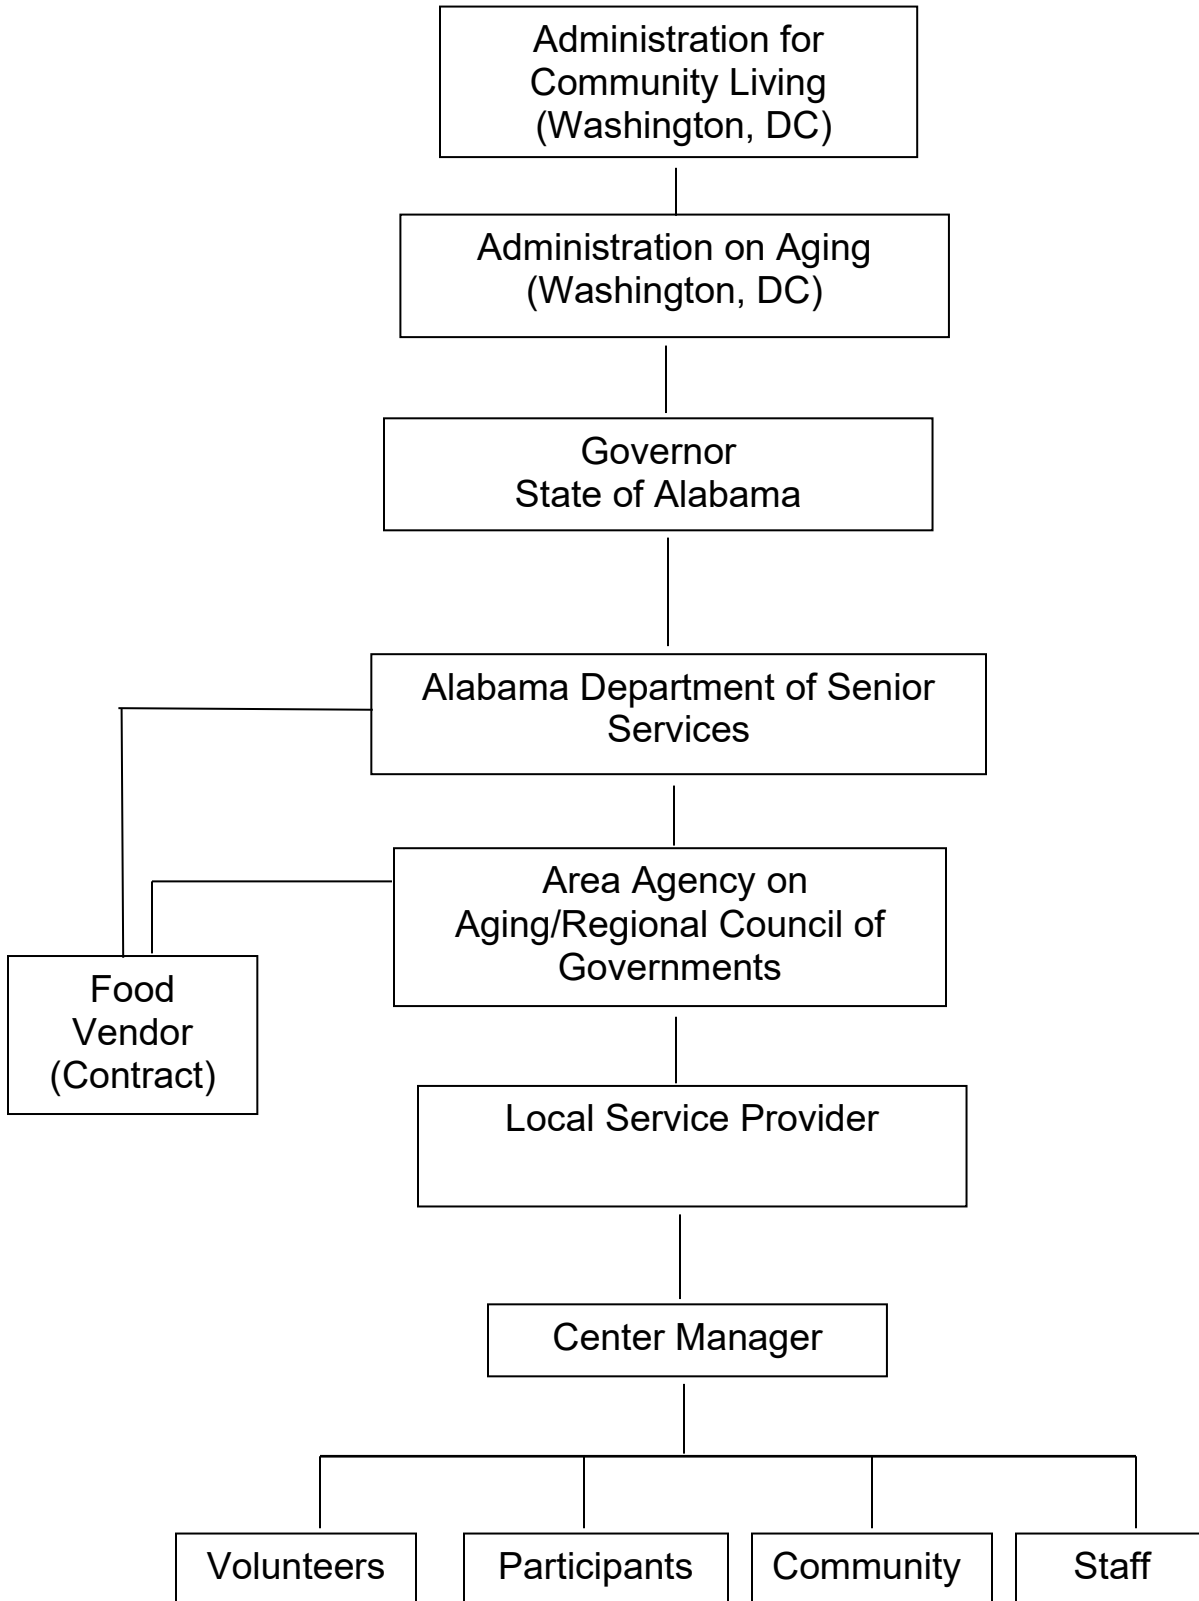 Administration for
Community Living
(Washington, DC)
Administration on Aging
(Washington, DC)
Governor
State of Alabama
Alabama Department of Senior
Services
Area Agency on
Aging/Regional Council of
Governments
Food
Vendor
(Contract)
Local Service Provider
Center Manager
Volunteers
Participants
Community
Staff